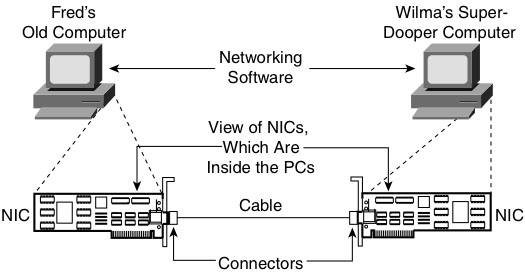 Fred's
Old Computer
Wilma's Super-
Dooper Computer
Networking
Software
View of NICs,
Which Are
Inside the PCs
NIC
Cable
NIC
Connectors